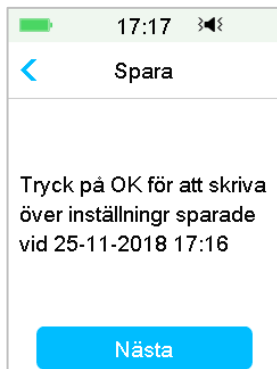 17:17
Spara
Tryck på OK för att skriva
över inställningr sparade
vid 25-11-2018 17:16
Nästa